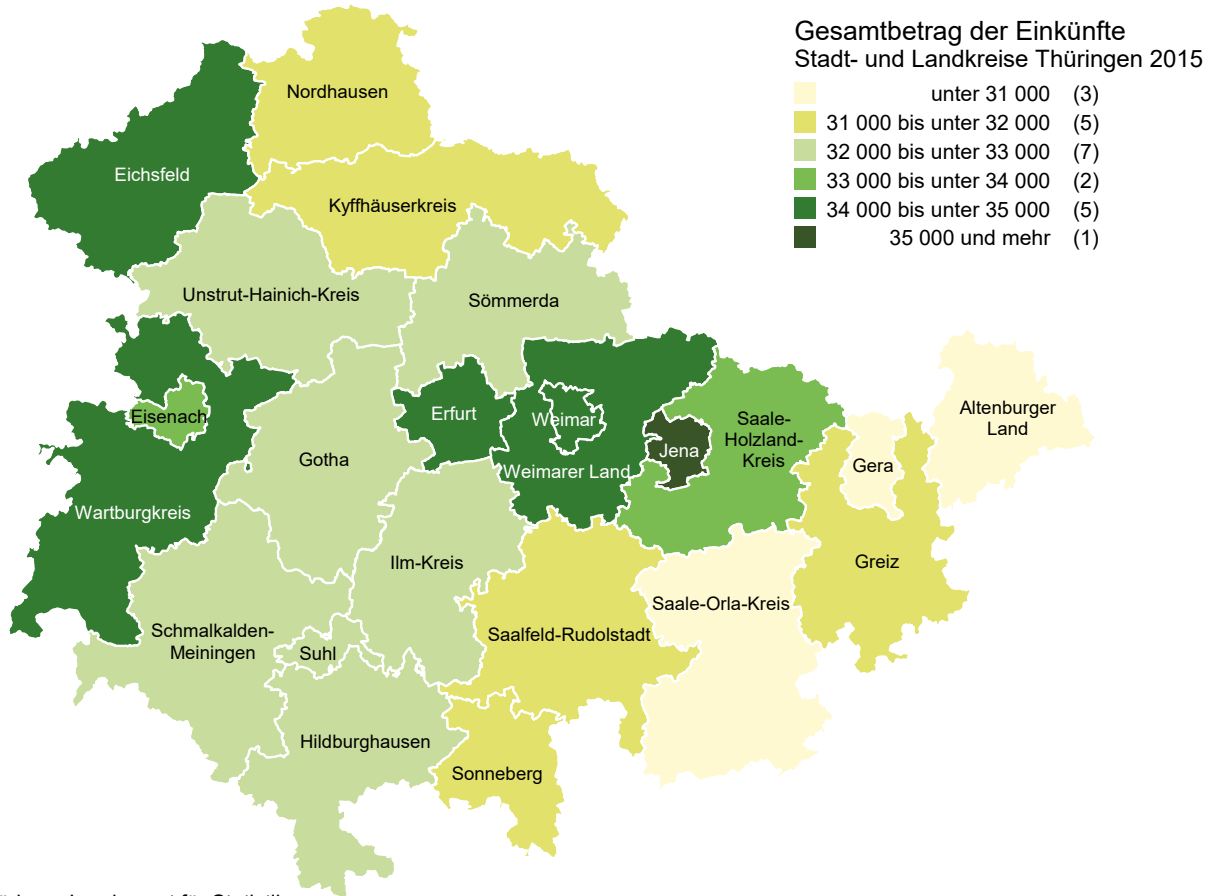 Gesamtbetrag der Einkünfte
Stadt- und Landkreise Thüringen 2015
unter 31 000 (3)
31 000 bis unter 32 000 (5)
32 000 bis unter 33 000 (7)
33 000 bis unter 34 000 (2)
34 000 bis unter 35 000 (5)
35 000 und mehr (1)
Nordhausen
Eichsfeld
Kyffhäuserkreis
Unstrut-Hainich-Kreis
Sömmerda
Eisenach
Erfurt
Weimar
Altenburger
Land
Saale-
Holzland-
Kreis
Jena
Gotha
Weimarer Land
Gera
Wartburgkreis
Ilm-Kreis
Greiz
Saale-Orla-Kreis
Schmalkalden-
Meiningen
Saalfeld-Rudolstadt
Suhl
Hildburghausen
Sonneberg